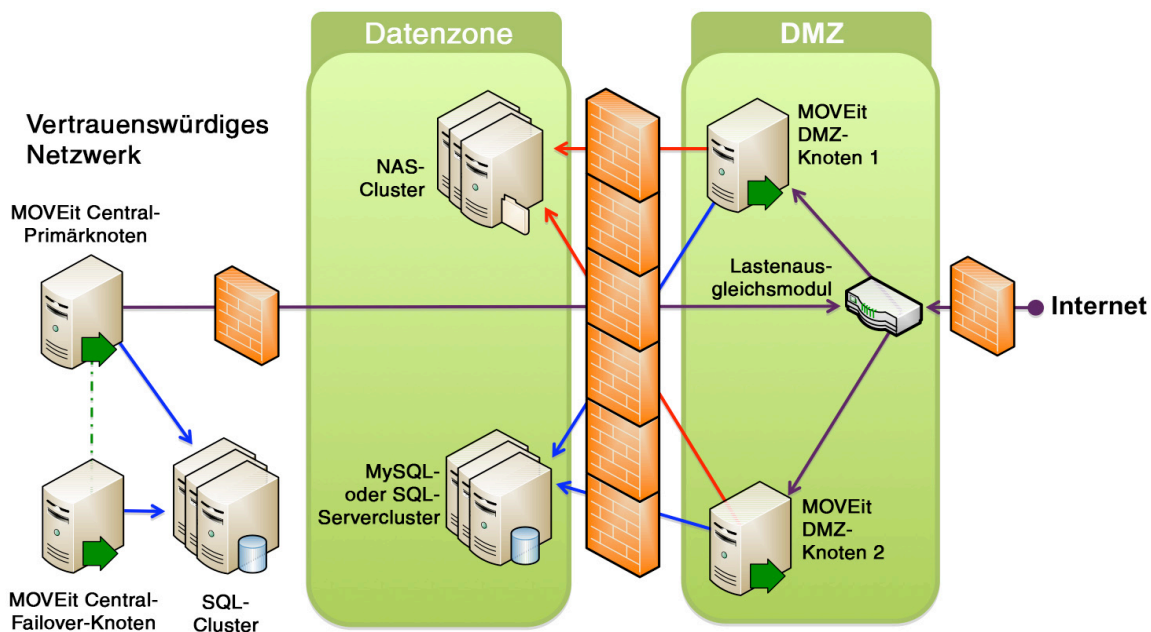 Datenzone
DMZ
Vertrauenswürdiges
Netzwerk
MOVEit Central-
Primärknoten
NAS-
Cluster
MOVEit
DMZ-
Knoten 1
Lastenaus-
gleichsmodul
Internet
MySQL-
oder SQL-
Servercluster
MOVEit
DMZ-
Knoten 2
MOVEit Central-
Failover-Knoten
SQL-
Cluster